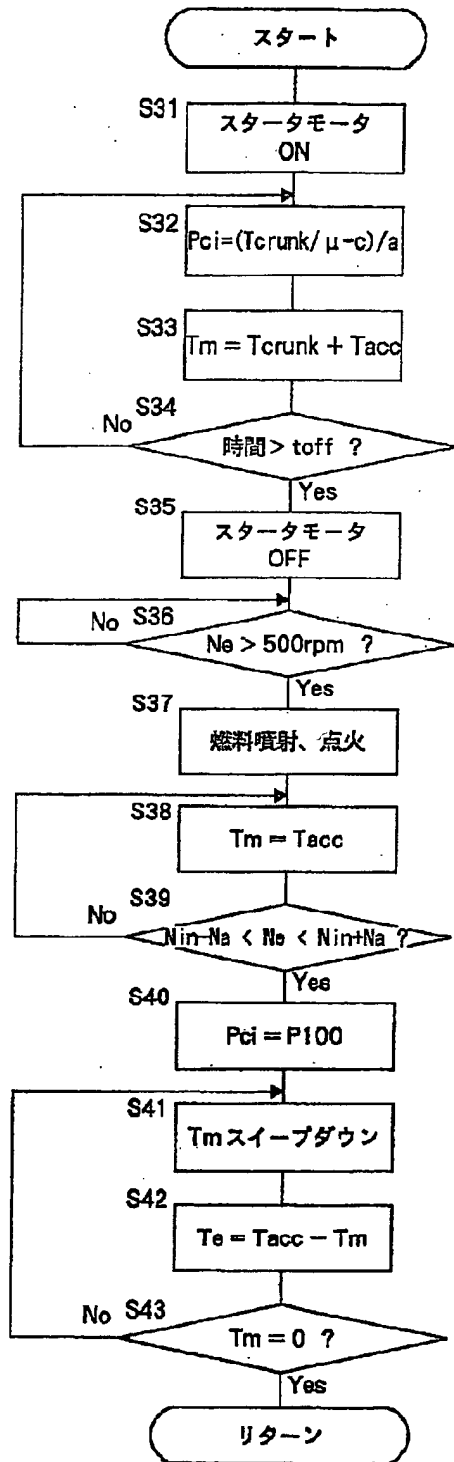 スタート
S31
スタータモータ
ON
S32
Pci=(Tcrunk/μ-c)/a
S33
Tm = Tcrunk + Tacc
S34
No
時間> toff ?
Yes
S35
スタータモータ
OFF
No S36
Ne > 500rpm ?
Yes
S37
燃料噴射、点火
S38
Tm = Tacc
S39
No
Nin-Na < Ne < Nin+Na ?
Yes
S40
Pci = P100
S41
Tmスイープダウン
S42
Te = Tacc - Tm
No S43
Tm = 0 ?
Yes
リターン